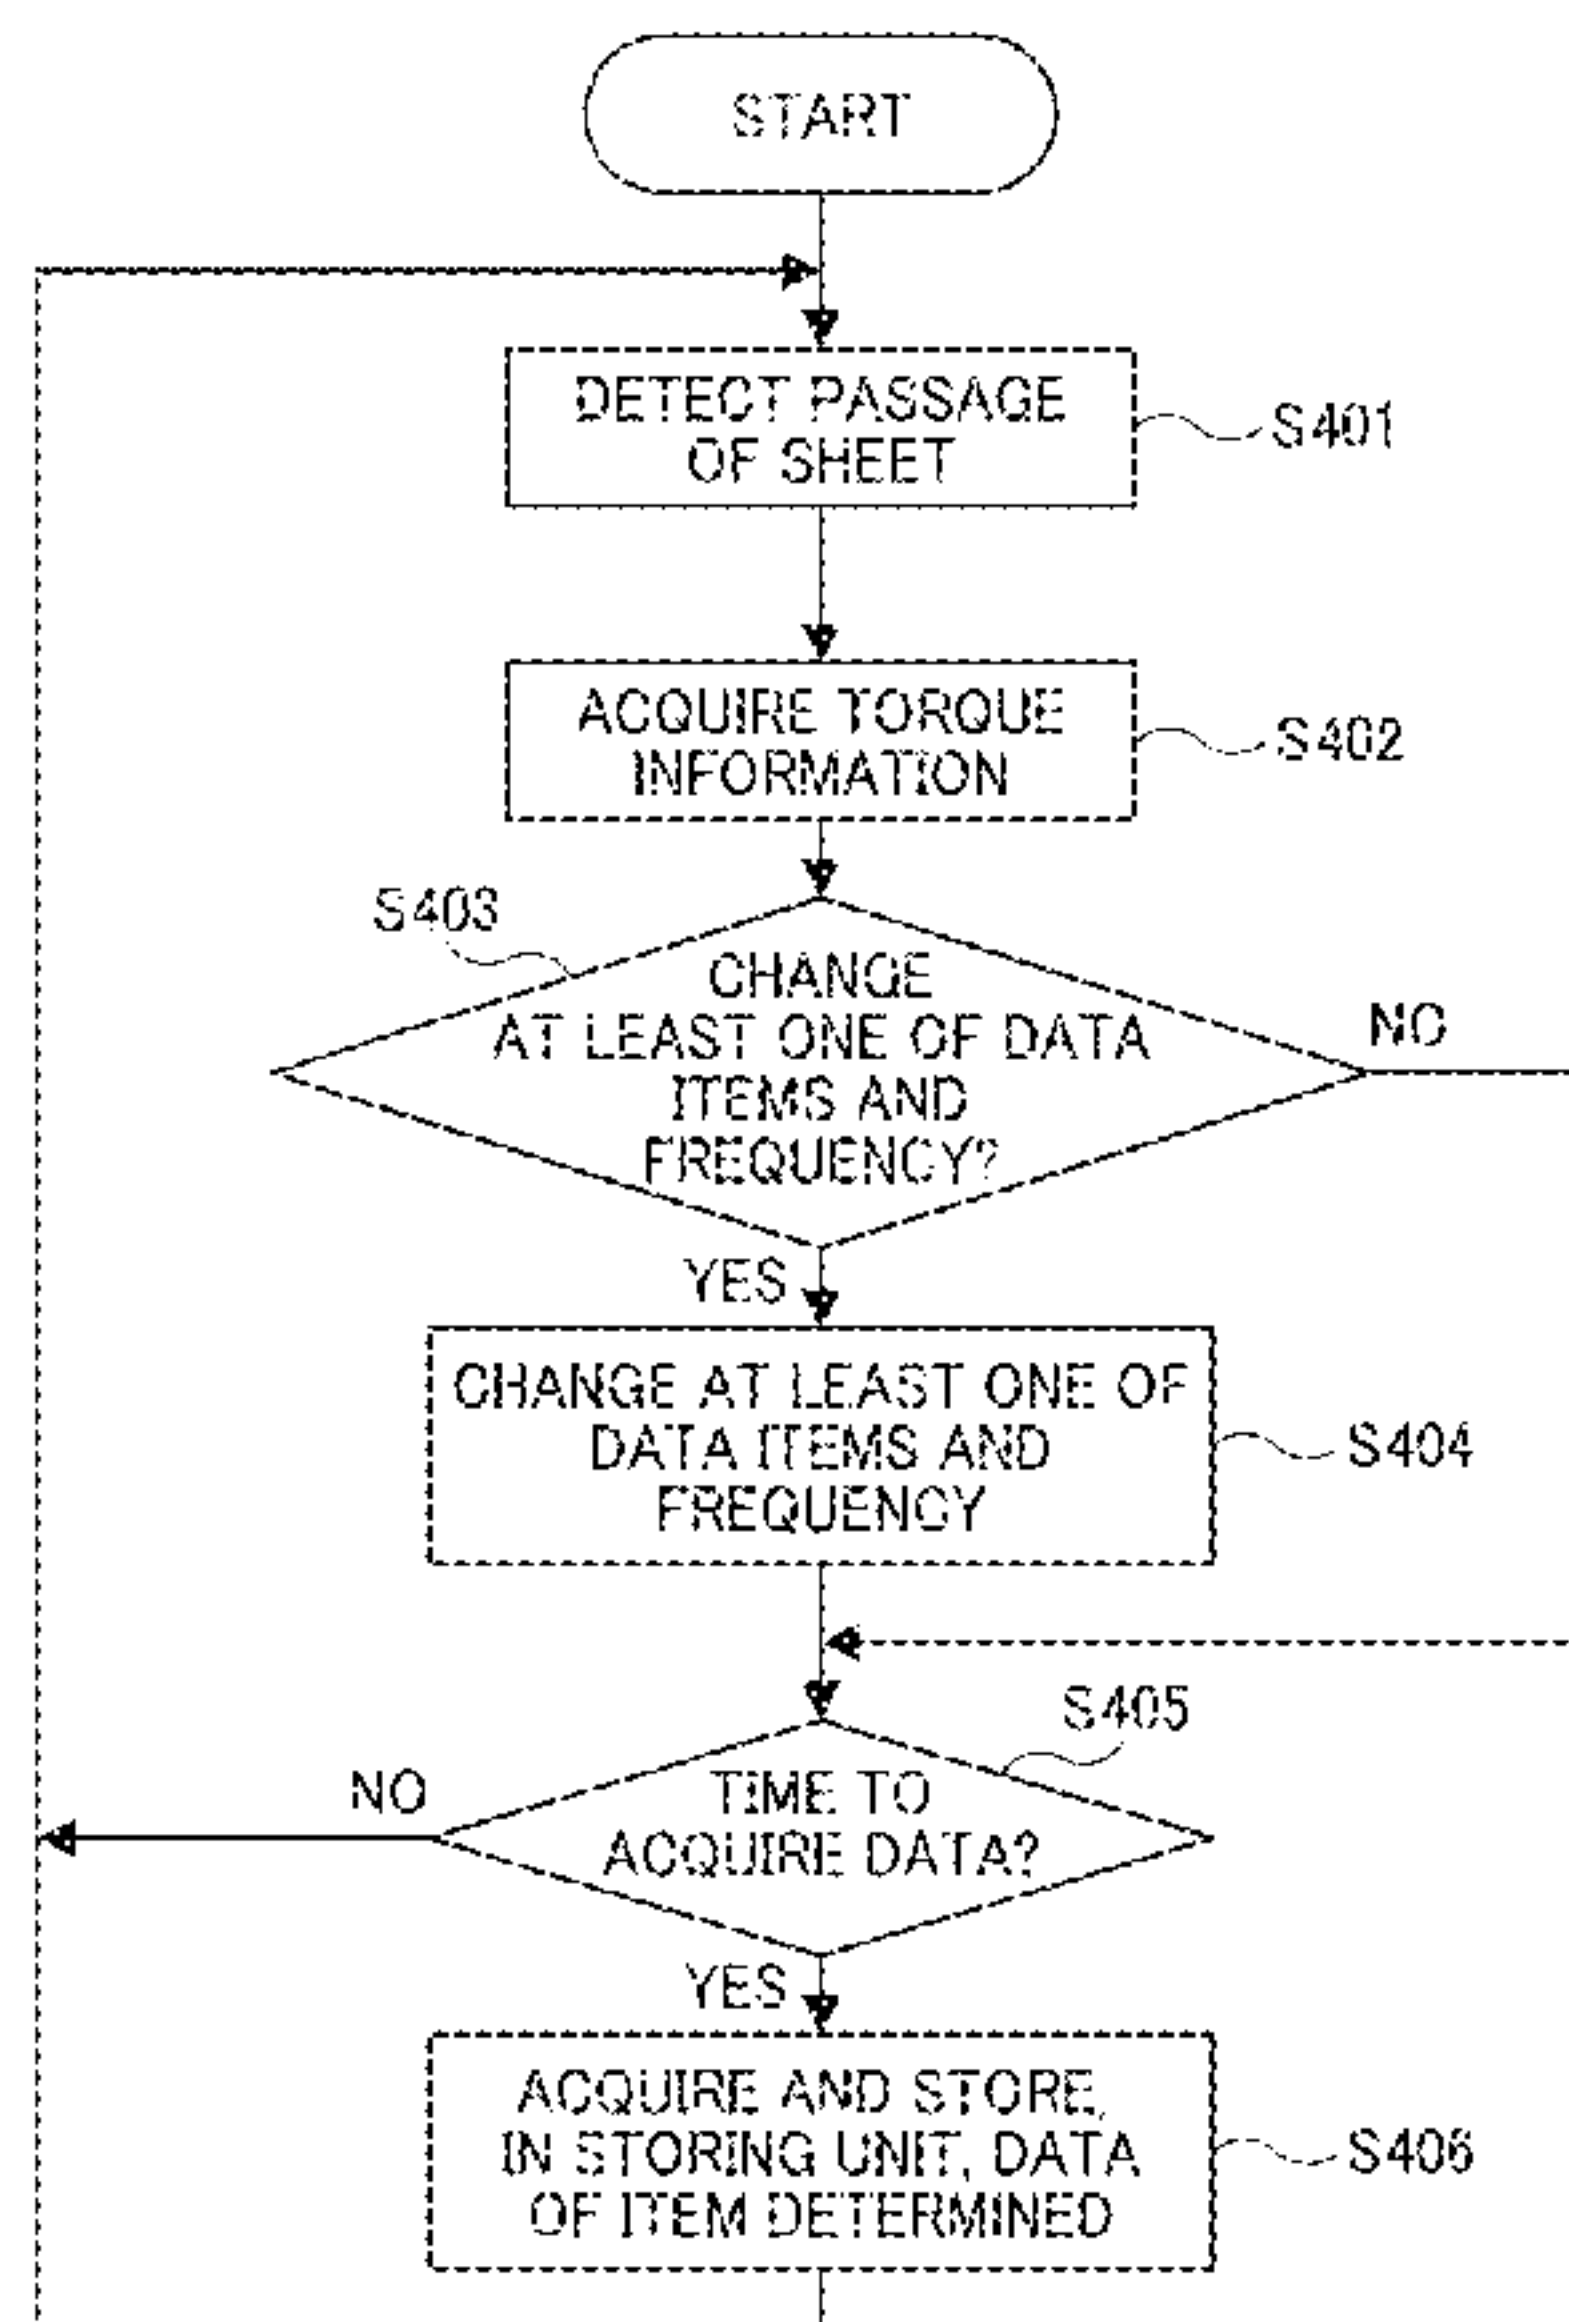 START
DETECT PASSAGE
OF SHEET
S401
ACQUIRE TORQUE
INFORMATION
S402
S403
CHANGE
AT LEAST ONE OF DATA
ITEMS AND
FREQUENCY?
NO
YES
CHANGE AT LEAST ONE OF
DATA ITEMS AND
FREQUENCY
S404
S405
NO
TIME TO
ACQUIRE DATA?
YES
ACQUIRE AND STORE,
IN STORING UNIT, DATA
OF ITEM DETERMINED
S406